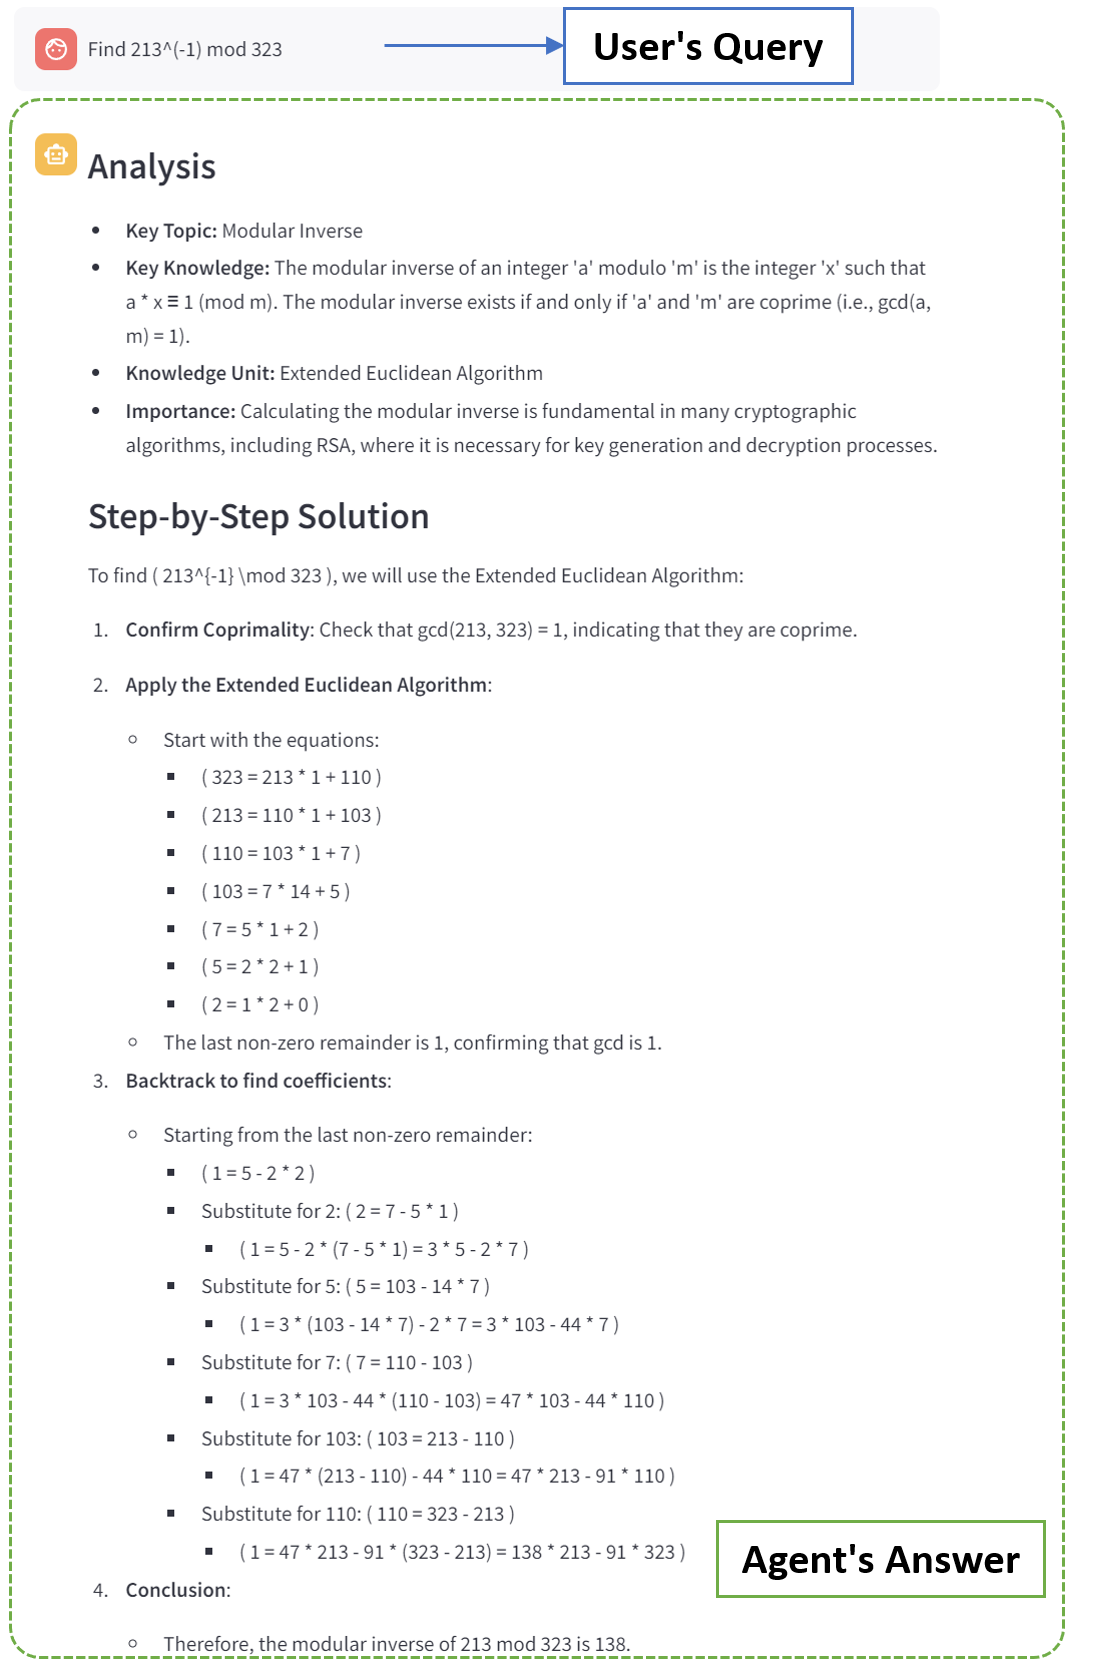 Find 213^(-1) mod 323
User's Query
Analysis
• Key Topic: Modular Inverse
• Key Knowledge: The modular inverse of an integer 'a' modulo 'm' is the integer 'x' such that
a * x ≡ 1 (mod m). The modular inverse exists if and only if 'a' and 'm' are coprime (i.e., gcd(a,
m) = 1).
• Knowledge Unit: Extended Euclidean Algorithm
• Importance: Calculating the modular inverse is fundamental in many cryptographic
algorithms, including RSA, where it is necessary for key generation and decryption processes.
Step-by-Step Solution
To find ( 213^{-1} \mod 323 ), we will use the Extended Euclidean Algorithm:
1. Confirm Coprimality: Check that gcd(213, 323) = 1, indicating that they are coprime.
2. Apply the Extended Euclidean Algorithm:
○ Start with the equations:
▪ ( 323 = 213 * 1 + 110 )
▪ ( 213 = 110 * 1 + 103 )
▪ ( 110 = 103 * 1 + 7 )
▪ ( 103 = 7 * 14 + 5 )
▪ ( 7 = 5 * 1 + 2 )
▪ ( 5 = 2 * 2 + 1 )
▪ ( 2 = 1 * 2 + 0 )
○ The last non-zero remainder is 1, confirming that gcd is 1.
3. Backtrack to find coefficients:
○ Starting from the last non-zero remainder:
▪ ( 1 = 5 - 2 * 2 )
▪ Substitute for 2: ( 2 = 7 - 5 * 1 )
▪ ( 1 = 5 - 2 * (7 - 5 * 1) = 3 * 5 - 2 * 7 )
▪ Substitute for 5: ( 5 = 103 - 14 * 7 )
▪ ( 1 = 3 * (103 - 14 * 7) - 2 * 7 = 3 * 103 - 44 * 7 )
▪ Substitute for 7: ( 7 = 110 - 103 )
▪ ( 1 = 3 * 103 - 44 * (110 - 103) = 47 * 103 - 44 * 110 )
▪ Substitute for 103: ( 103 = 213 - 110 )
▪ ( 1 = 47 * (213 - 110) - 44 * 110 = 47 * 213 - 91 * 110 )
▪ Substitute for 110: ( 110 = 323 - 213 )
▪ ( 1 = 47 * 213 - 91 * (323 - 213) = 138 * 213 - 91 * 323 )
Agent's Answer
4. Conclusion:
○ Therefore, the modular inverse of 213 mod 323 is 138.